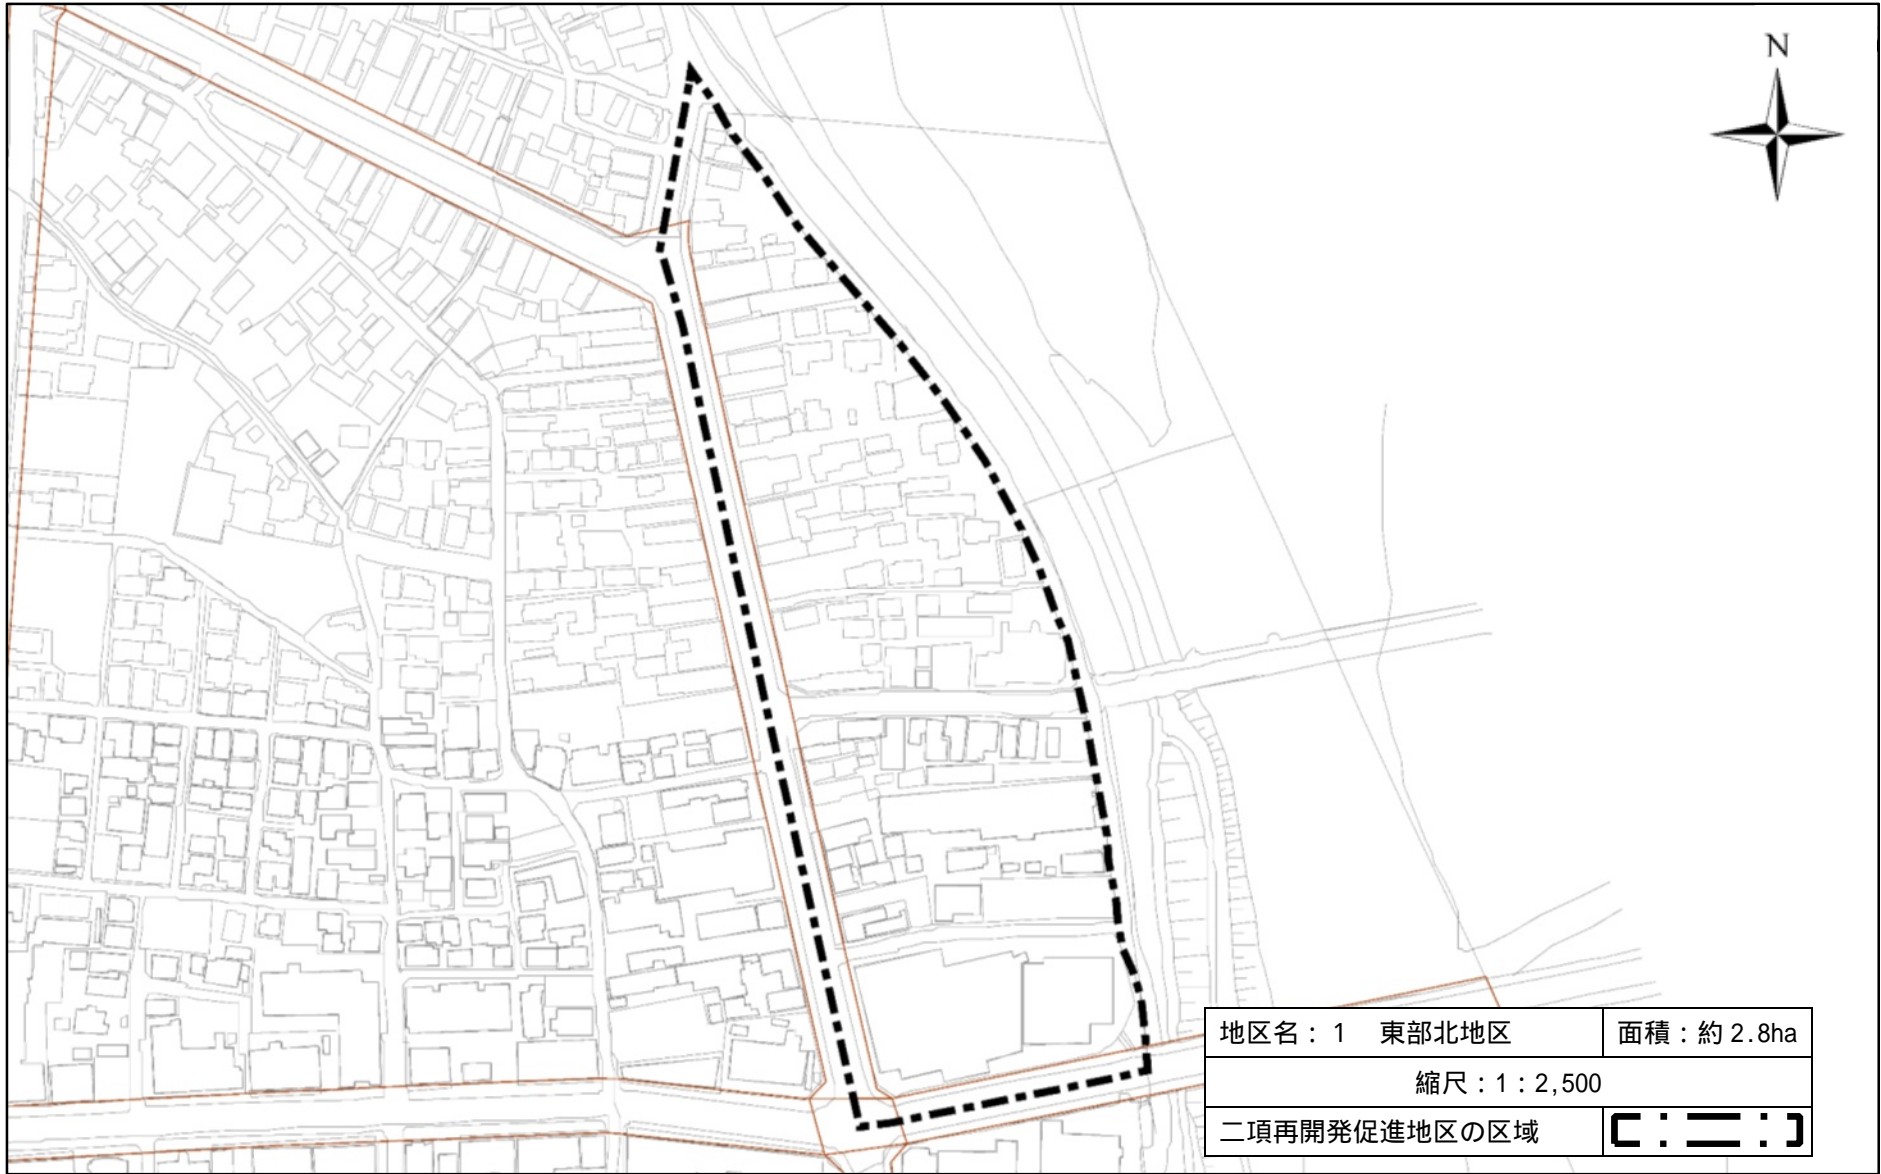 N
地区名：1　東部北地区
面積：約 2.8ha
縮尺：1：2,500
二項再開発促進地区の区域